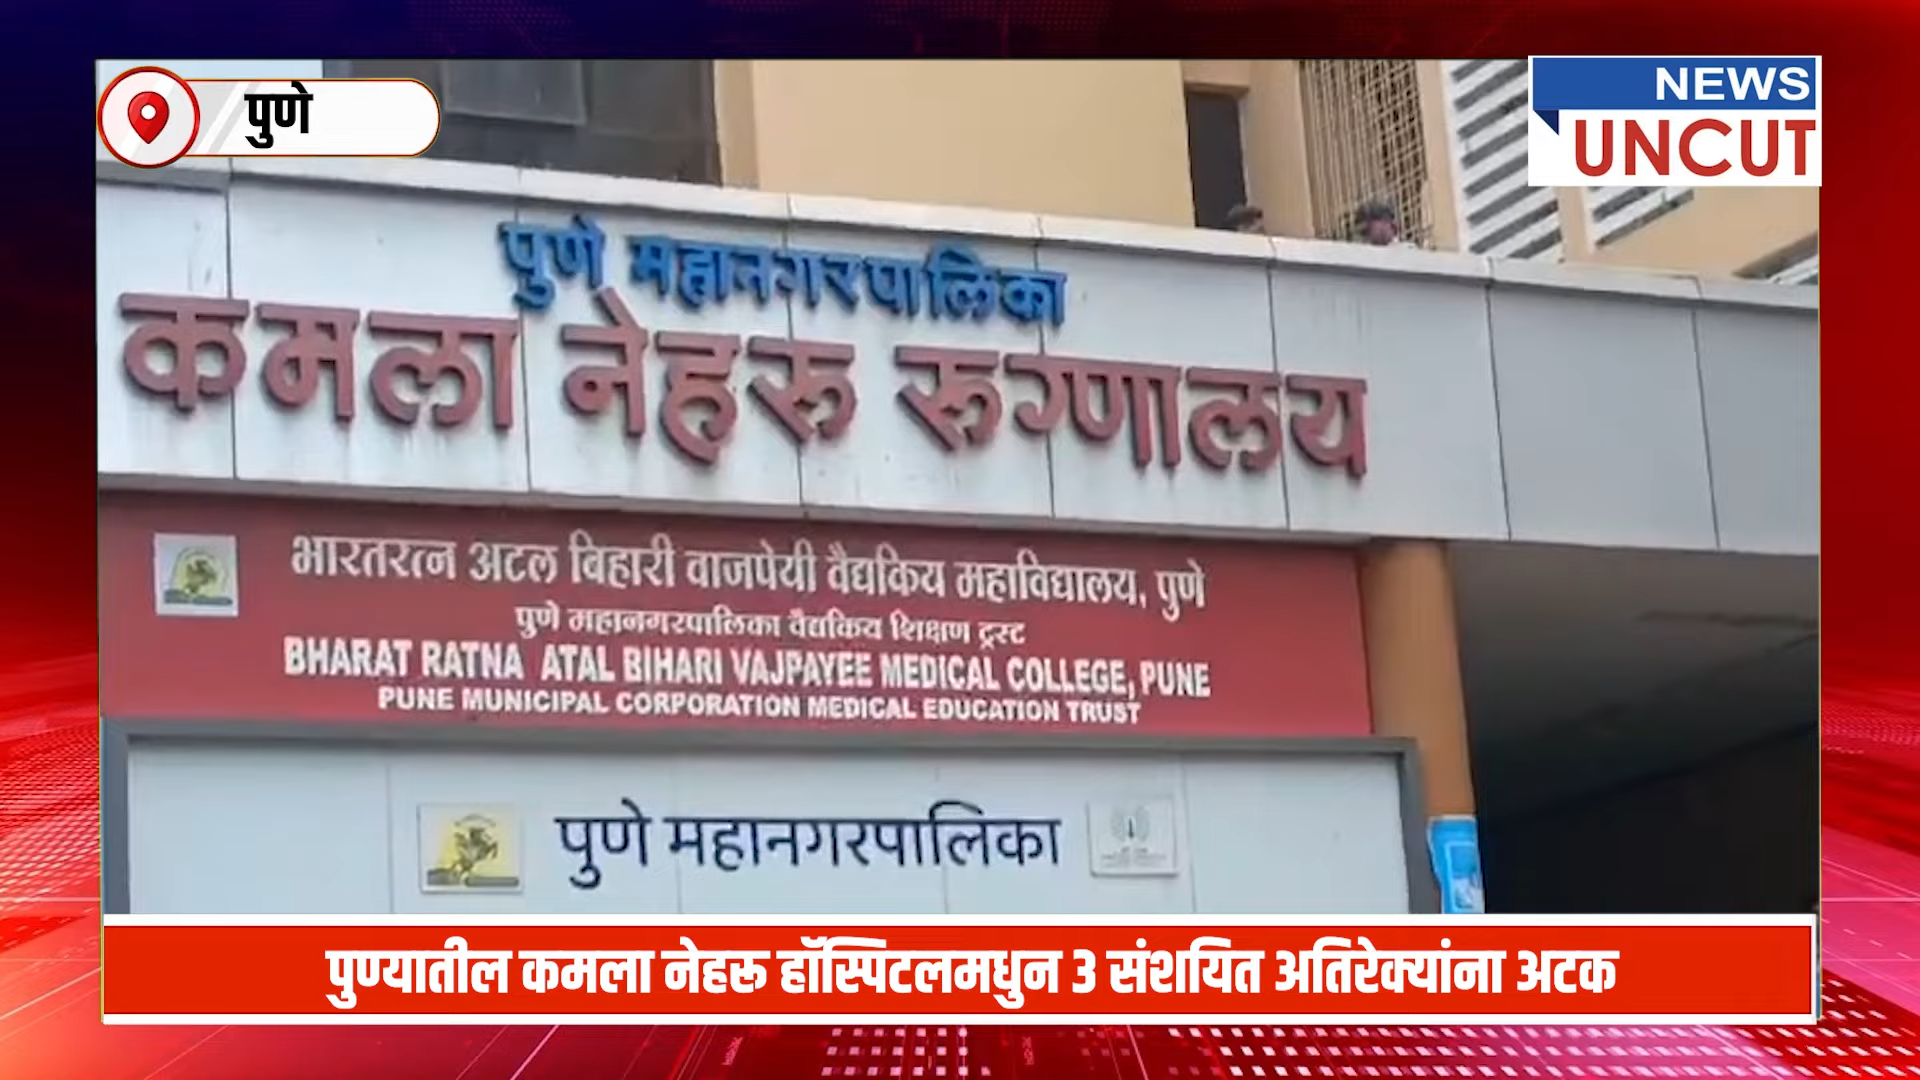 पुणे
NEWS
UNCUT
पुणे महानगरपालिका
कमला नेहरू रुग्णालय
भारतरत्न अटल बिहारी वाजपेयी वैद्यकिय महाविद्यालय, पुणे
पुणे महानगरपालिका वैद्यकिय शिक्षण ट्रस्ट
BHARAT RATNA ATAL BIHARI VAJPAYEE MEDICAL COLLEGE, PUNE
PUNE MUNICIPAL CORPORATION MEDICAL EDUCATION TRUST
पुणे महानगरपालिका
पुण्यातील कमला नेहरू हॉस्पिटलमधुन 3 संशयित अतिरेक्यांना अटक